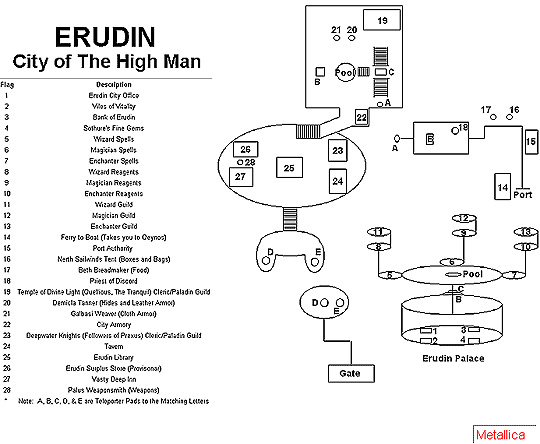 ERUDIN
City of The High Man
Flag Description
1 Erudin City Office
2 Viles of Vitality
3 Bank of Erudin
4 Sothure's Fine Gems
5 Wizard Spells
6 Magician Spells
7 Enchanter Spells
8 Wizard Reagents
9 Magician Reagents
10 Enchanter Reagents
11 Wizard Guild
12 Magician Guild
13 Enchanter Guild
14 Ferry to Boat (Takes you to Qeynos)
15 Port Authority
16 North Sailwind's Tent (Boxes and Bags)
17 Beth Breadmaker (Food)
18 Priest of Discord
19 Temple of Divine Light (Quellious, The Tranquil) Cleric/Paladin Guild
20 Demicia Tanner (Hides and Leather Armor)
21 Galbasi Weaver (Cloth Armor)
22 City Armory
23 Deepwater Knights (Followers of Prexus) Cleric/Paladin Guild
24 Tavern
25 Erudin Library
26 Erudin Surplus Store (Provisions)
27 Vasty Deep Inn
28 Palus Weaponsmith (Weapons)
* Note: A, B, C, D, & E are Teleporter Pads to the Matching Letters
19
21 20
B Pool C
A
22
26 23
28 25
27 24
D E
D E
Gate
17 16
18
A B 15
14
Port
12
11 9 13
8 10
6
5 Pool 7
C
B
1 3
2 4
Erudin Palace
Metallica